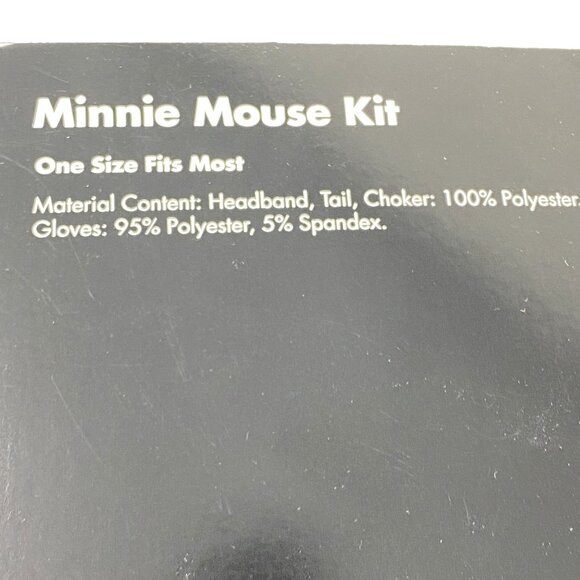 Minnie Mouse Kit
One Size Fits Most
Material Content: Headband, Tail, Choker: 100% Polyester.
Gloves: 95% Polyester, 5% Spandex.